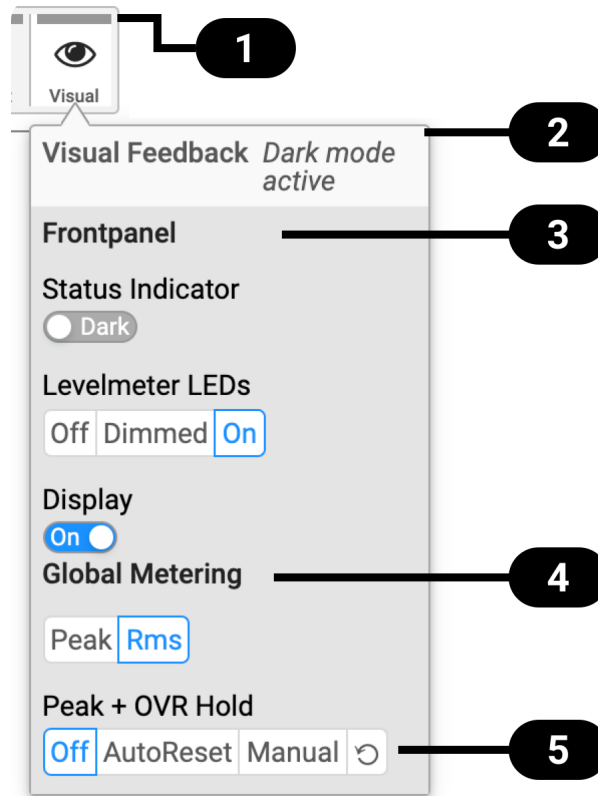 1
Visual
2
Visual Feedback Dark mode
active
Frontpanel
3
Status Indicator
Dark
Levelmeter LEDs
Off Dimmed On
Display
On
Global Metering
4
Peak Rms
Peak + OVR Hold
Off AutoReset Manual
5